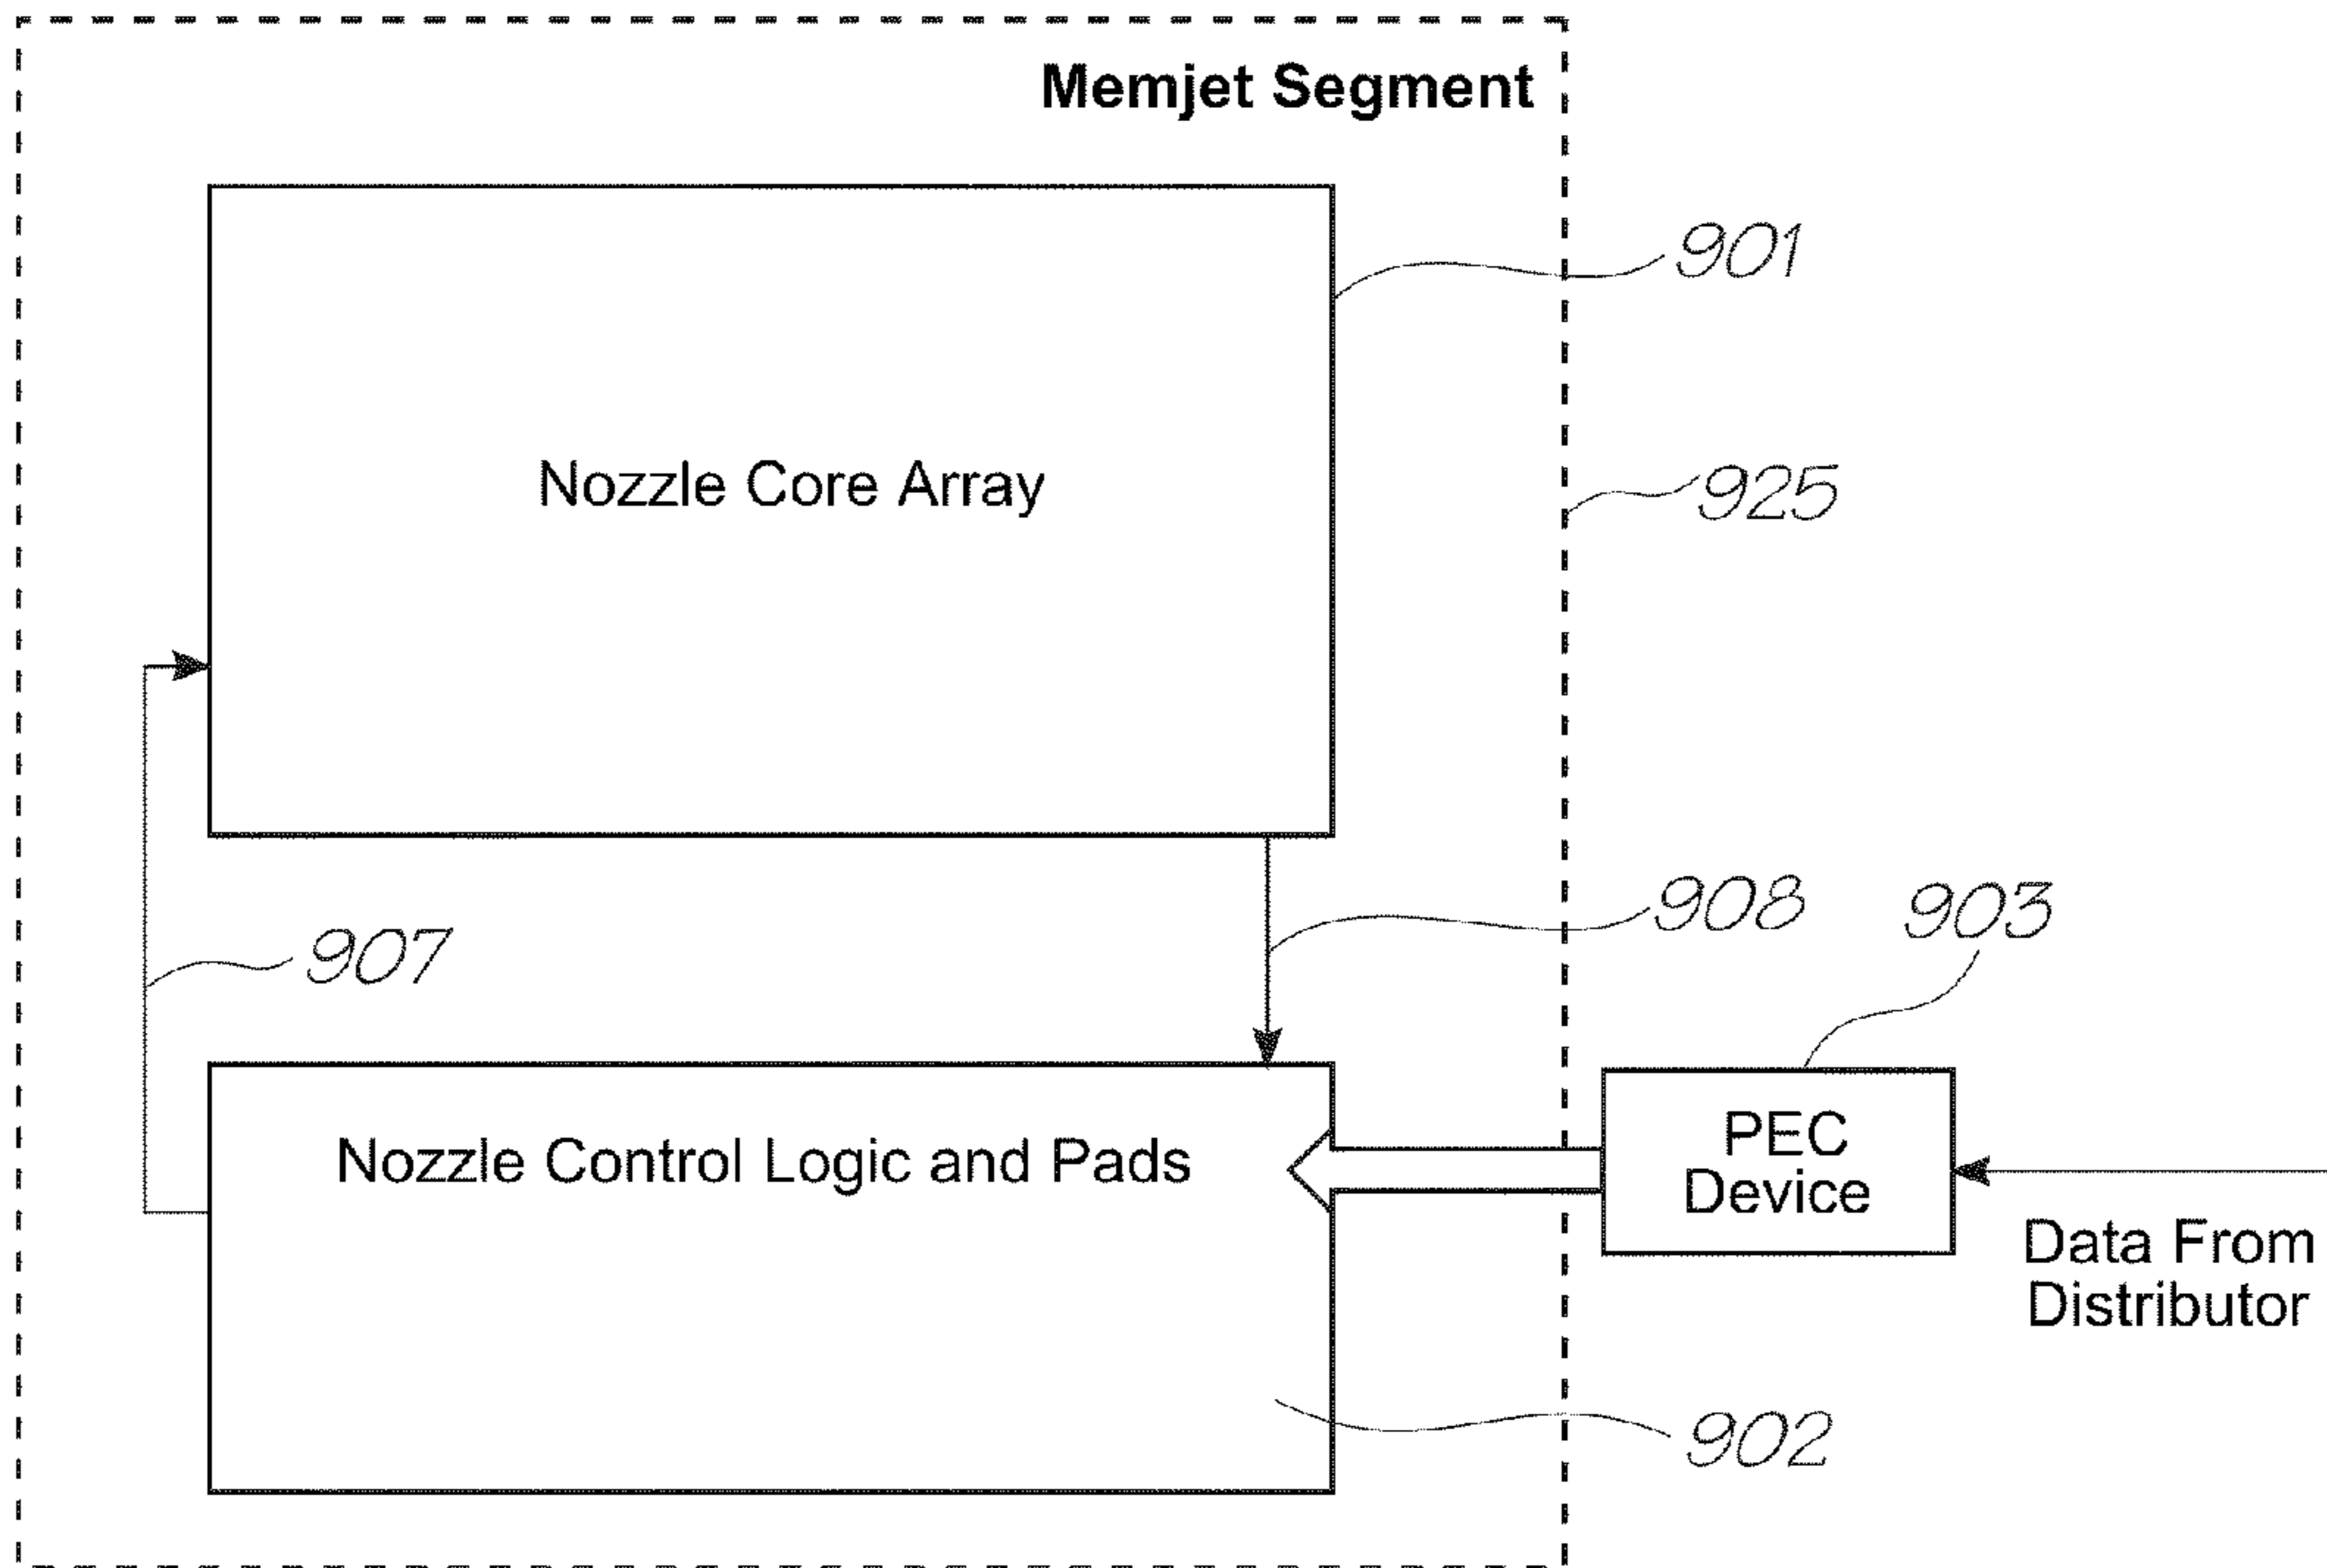 Memjet Segment
901
Nozzle Core Array
925
908
903
907
PEC
Device
Nozzle Control Logic and Pads
Data From
Distributor
902